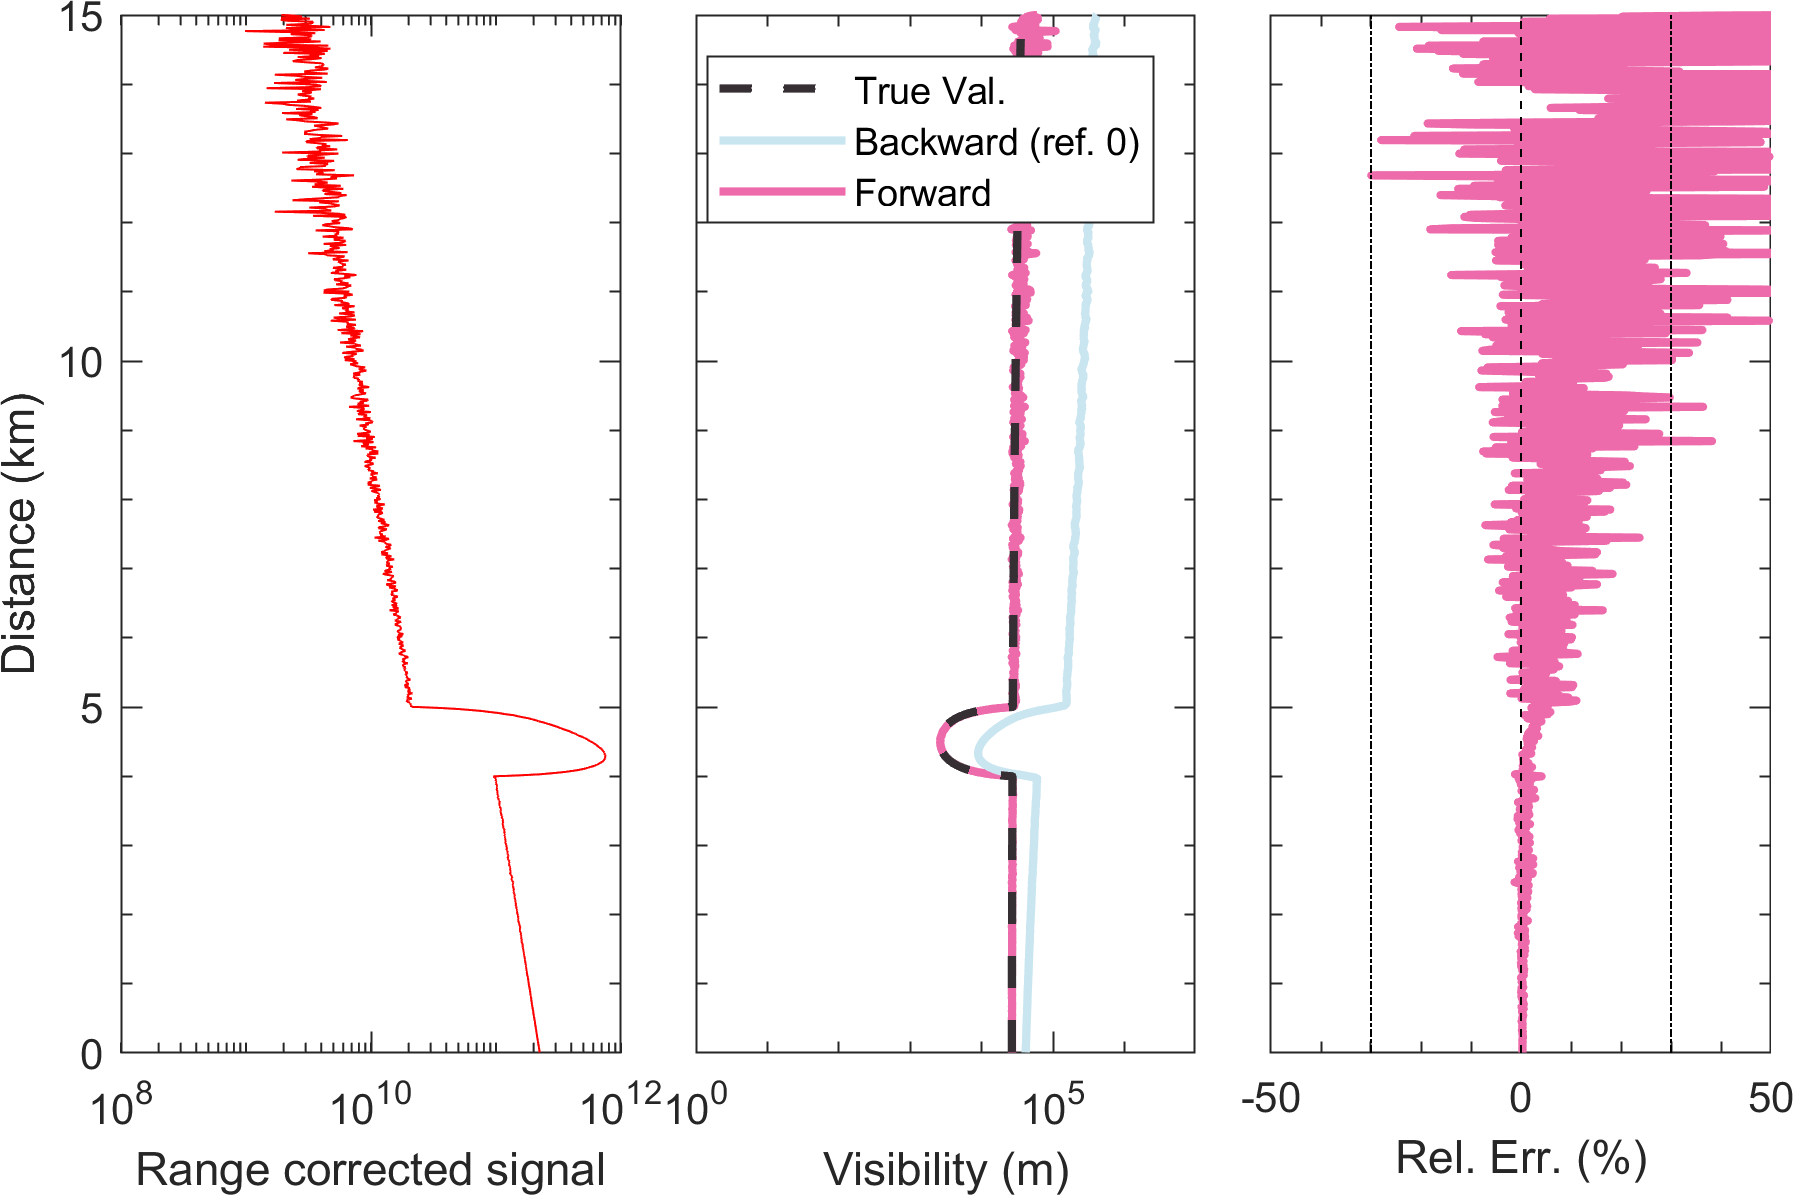 15
10
5
0
Distance (km)
10^8
10^10
10^12
Range corrected signal
True Val.
Backward (ref. 0)
Forward
10^0
10^5
Visibility (m)
-50
0
50
Rel. Err. (%)